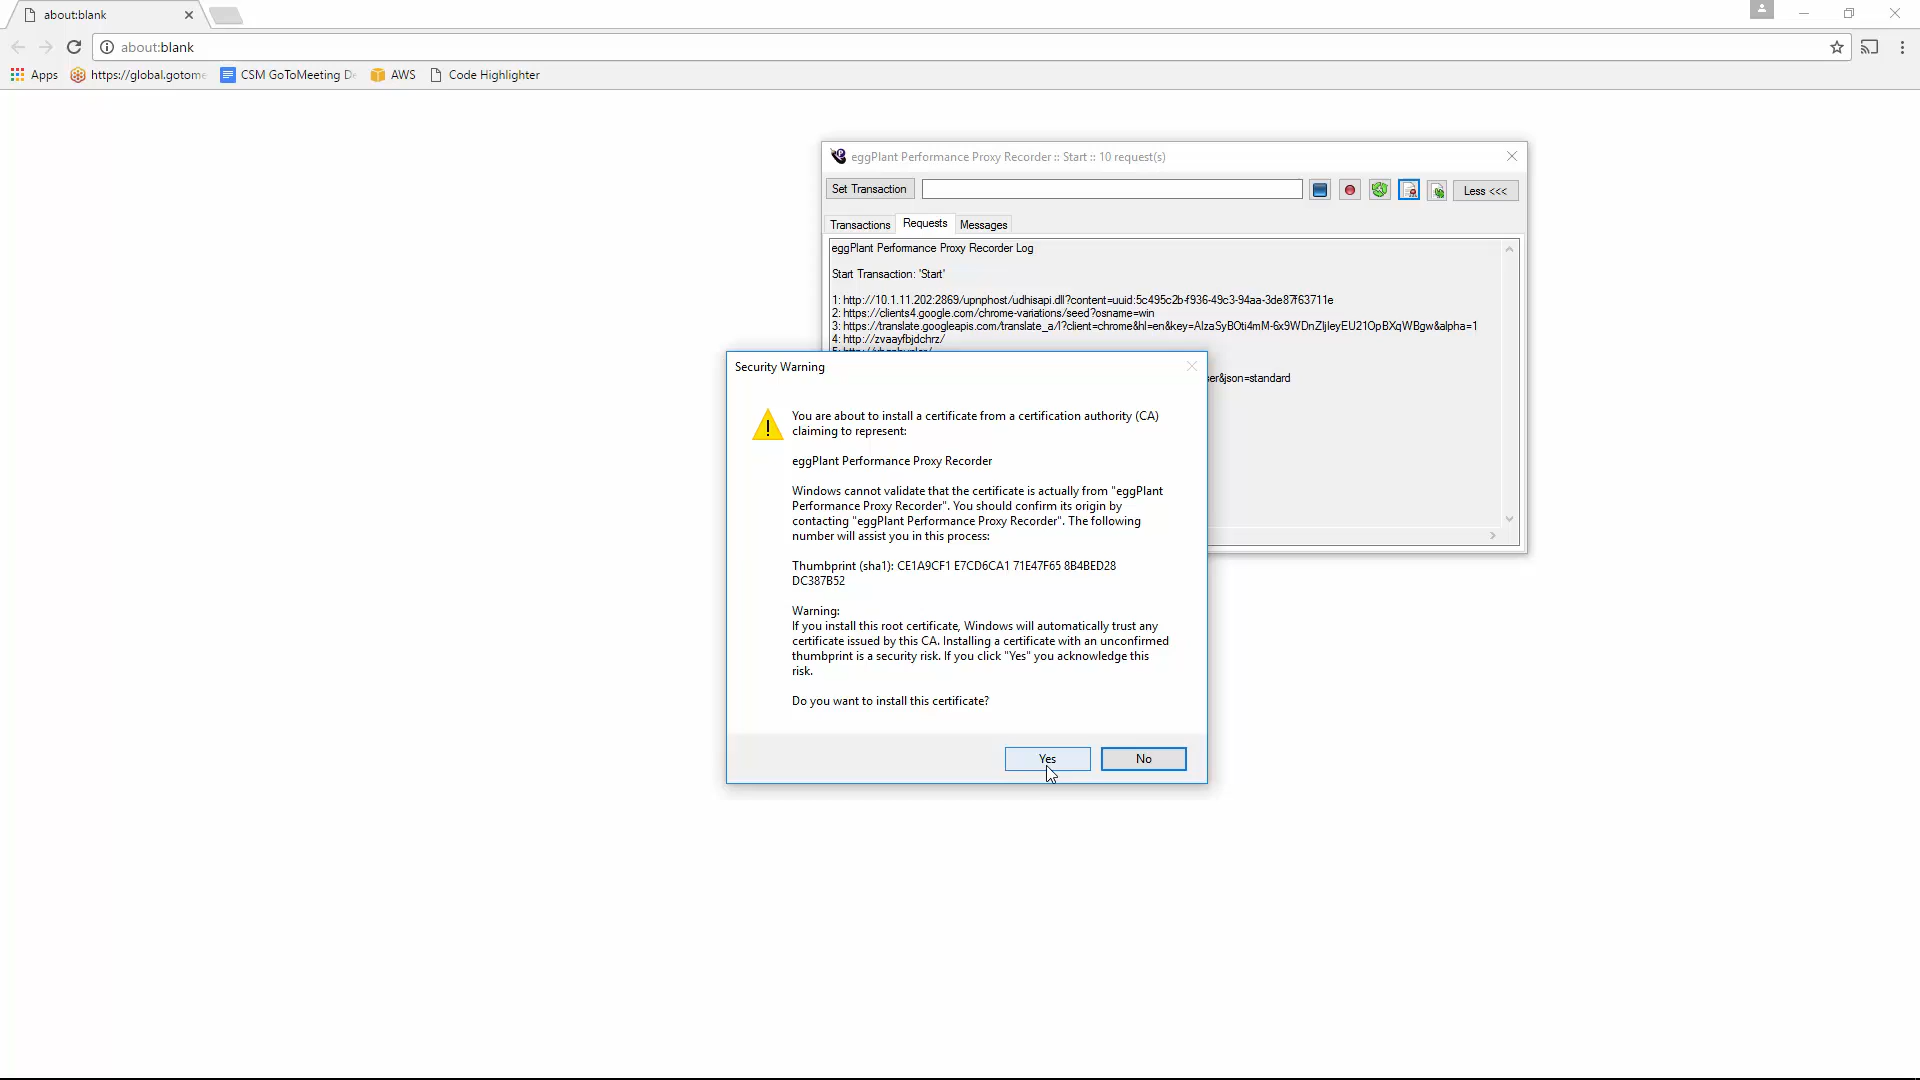 about:blank
about:blank
Apps
https://global.gotome
CSM GoToMeeting De
AWS
Code Highlighter
eggPlant Performance Proxy Recorder :: Start :: 10 request(s)
Set Transaction
Less <<<
Transactions
Requests
Messages
eggPlant Performance Proxy Recorder Log
Start Transaction: 'Start'
1: http://10.1.11.202:2869/upnphost/udhisapi.dll?content=uuid:5c495c2b-f936-49c3-94aa-3de87f63711e
2: https://clients4.google.com/chrome-variations/seed?osname=win
3: https://translate.googleapis.com/translate_a/l?client=chrome&hl=en&key=AIzaSyBOti4mM-6x9WDnZIjIeyEU21OpBXqWBgw&alpha=1
4: http://zvaayfbjdchrz/
ser&json=standard
Security Warning
You are about to install a certificate from a certification authority (CA)
claiming to represent:
eggPlant Performance Proxy Recorder
Windows cannot validate that the certificate is actually from "eggPlant
Performance Proxy Recorder". You should confirm its origin by
contacting "eggPlant Performance Proxy Recorder". The following
number will assist you in this process:
Thumbprint (sha1): CE1A9CF1 E7CD6CA1 71E47F65 8B4BED28
DC387B52
Warning:
If you install this root certificate, Windows will automatically trust any
certificate issued by this CA. Installing a certificate with an unconfirmed
thumbprint is a security risk. If you click "Yes" you acknowledge this
risk.
Do you want to install this certificate?
Yes
No